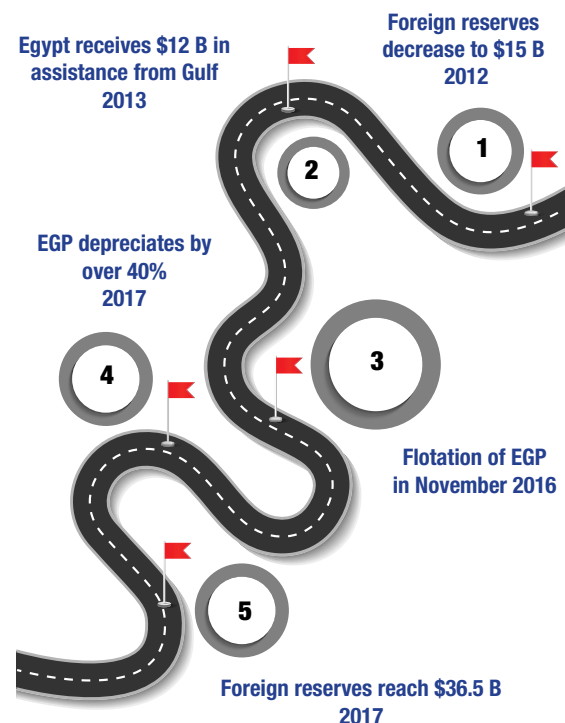 Foreign reserves
decrease to $15 B
2012
1
Egypt receives $12 B in
assistance from Gulf
2013
2
3
Flotation of EGP
in November 2016
EGP depreciates by
over 40%
2017
4
5
Foreign reserves reach $36.5 B
2017